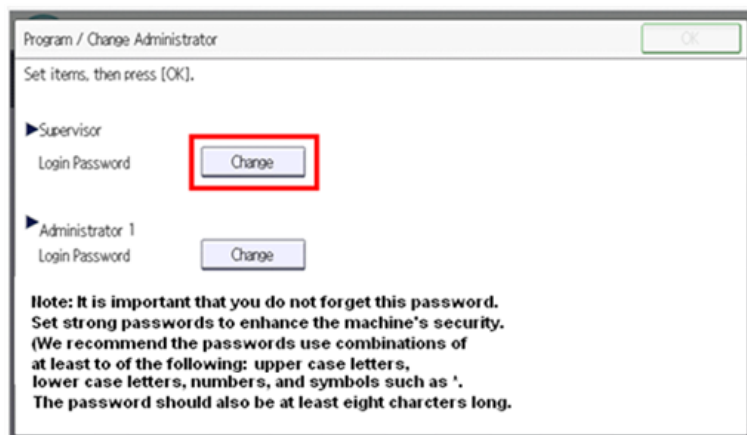 Program / Change Administrator
OK
Set items, then press [OK].
▶Supervisor
Login Password
Change
▶Administrator 1
Login Password
Change
Note: It is important that you do not forget this password.
Set strong passwords to enhance the machine's security.
(We recommend the passwords use combinations of
at least to of the following: upper case letters,
lower case letters, numbers, and symbols such as '.
The password should also be at least eight charcters long.